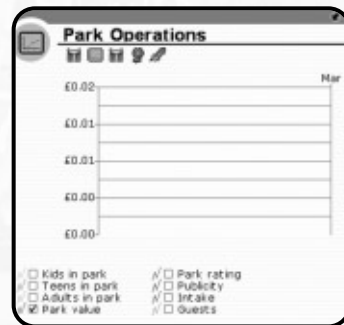 Park Operations
Mar
£0.02
£0.01
£0.01
£0.00
£0.00
Kids in park
Teens in park
Adults in park
Park value
Park rating
Publicity
Intake
Guests